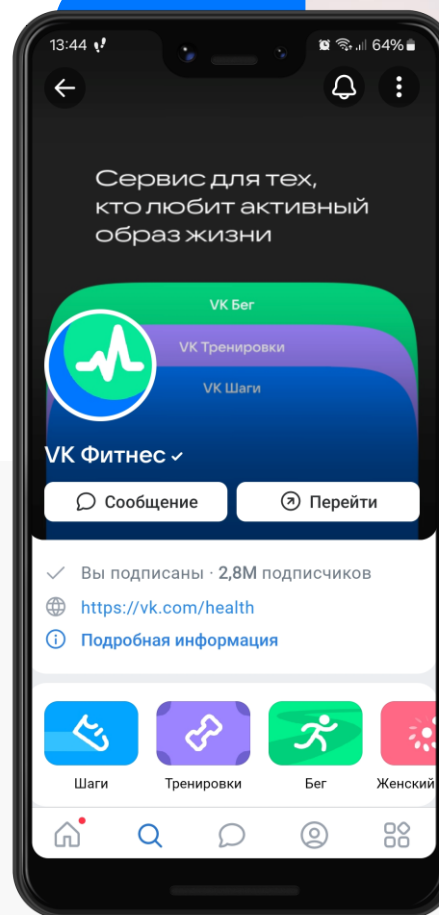 13:44
64%
Сервис для тех,
кто любит активный
образ жизни
VK Бег
VK Тренировки
VK Шаги
VK Фитнес
Сообщение
Перейти
Вы подписаны · 2,8М подписчиков
https://vk.com/health
Подробная информация
Шаги
Тренировки
Бег
Женский